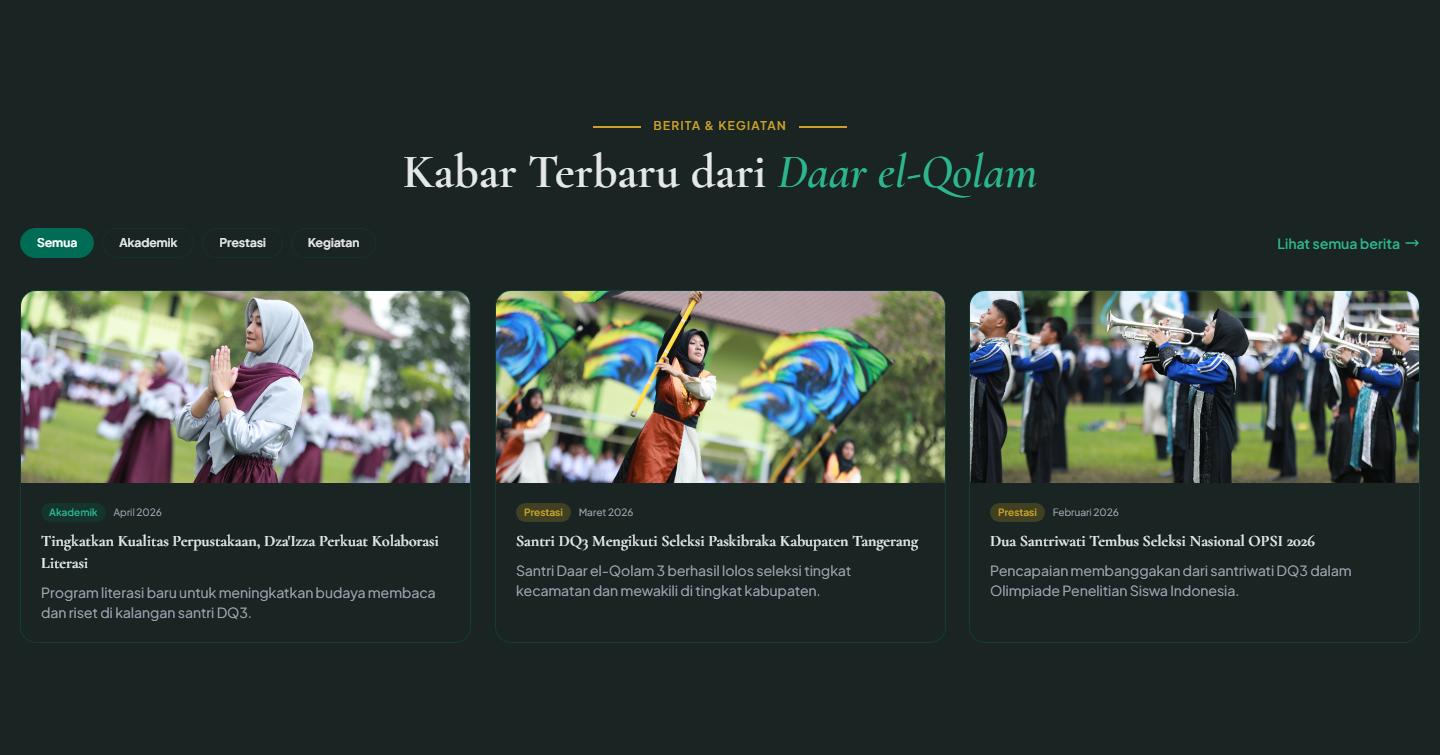 BERITA & KEGIATAN
Kabar Terbaru dari Daar el-Qolam
Semua
Akademik
Prestasi
Kegiatan
Lihat semua berita →
Akademik April 2026
Tingkatkan Kualitas Perpustakaan, Dza'Izza Perkuat Kolaborasi
Literasi
Program literasi baru untuk meningkatkan budaya membaca
dan riset di kalangan santri DQ3.
Prestasi Maret 2026
Santri DQ3 Mengikuti Seleksi Paskibraka Kabupaten Tangerang
Santri Daar el-Qolam 3 berhasil lolos seleksi tingkat
kecamatan dan mewakili di tingkat kabupaten.
Prestasi Februari 2026
Dua Santriwati Tembus Seleksi Nasional OPSI 2026
Pencapaian membanggakan dari santriwati DQ3 dalam
Olimpiade Penelitian Siswa Indonesia.